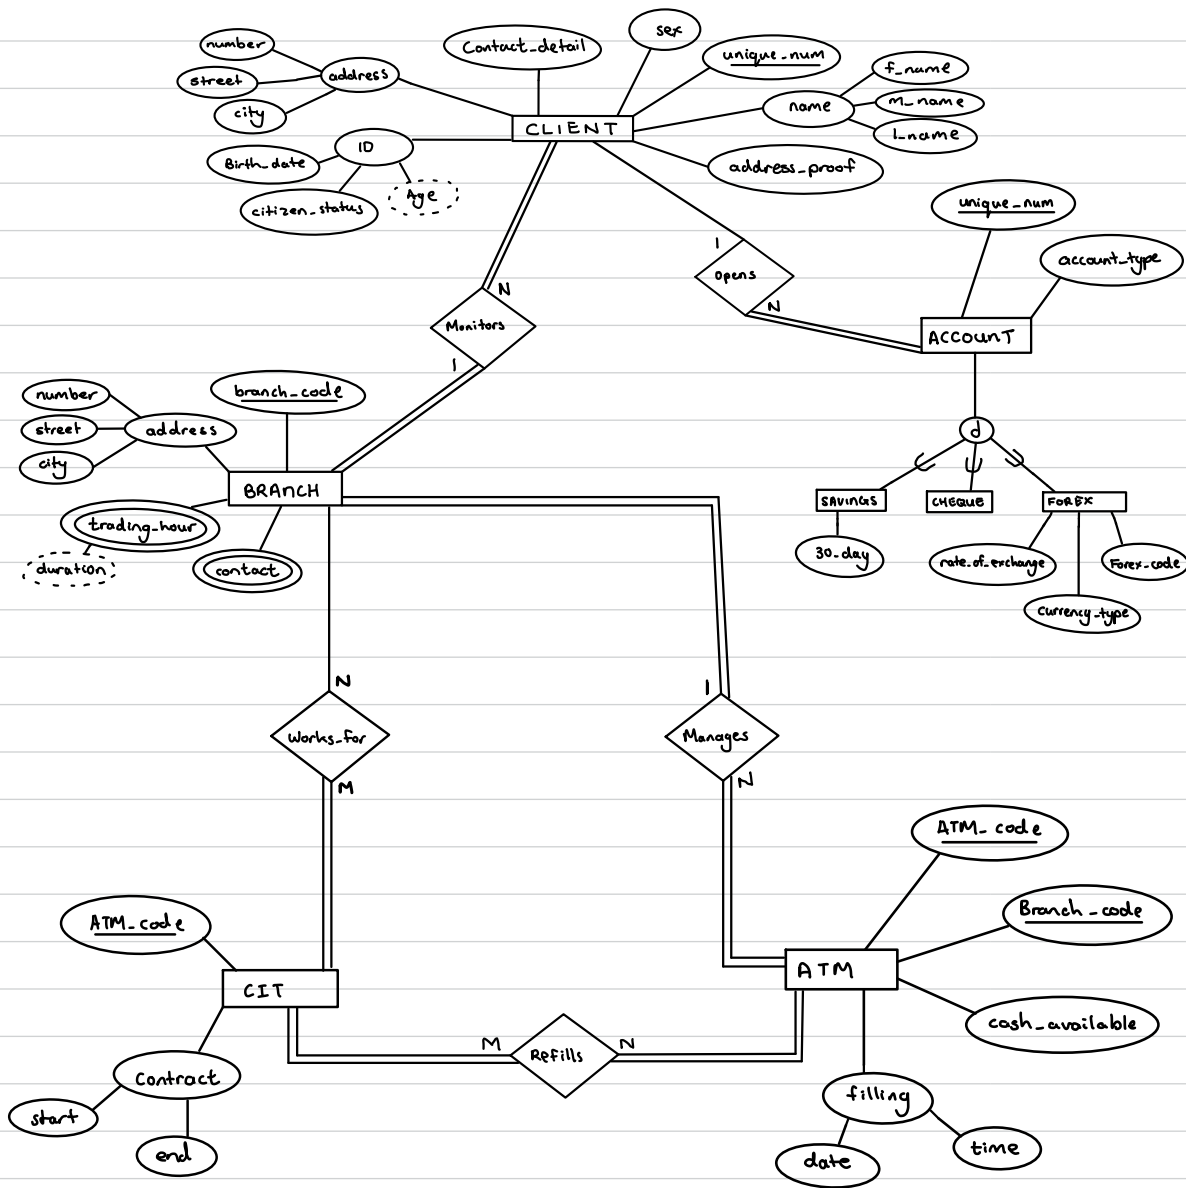 sex
number
Contact_detail
unique_num
f_name
street
address
m_name
name
city
CLIENT
l_name
ID
Birth_date
address_proof
Age
citizen_status
unique_num
1
account_type
Opens
N
N
Monitors
ACCOUNT
1
number
branch_code
street
address
d
city
BRANCH
SAVINGS
CHEQUE
FOREX
trading_hour
30_day
duration
contact
rate_of_exchange
Forex_code
currency_type
N
1
Works_for
Manages
M
N
ATM_code
Branch_code
ATM_code
ATM
CIT
cash_available
M
N
Refills
Contract
filling
start
end
time
date